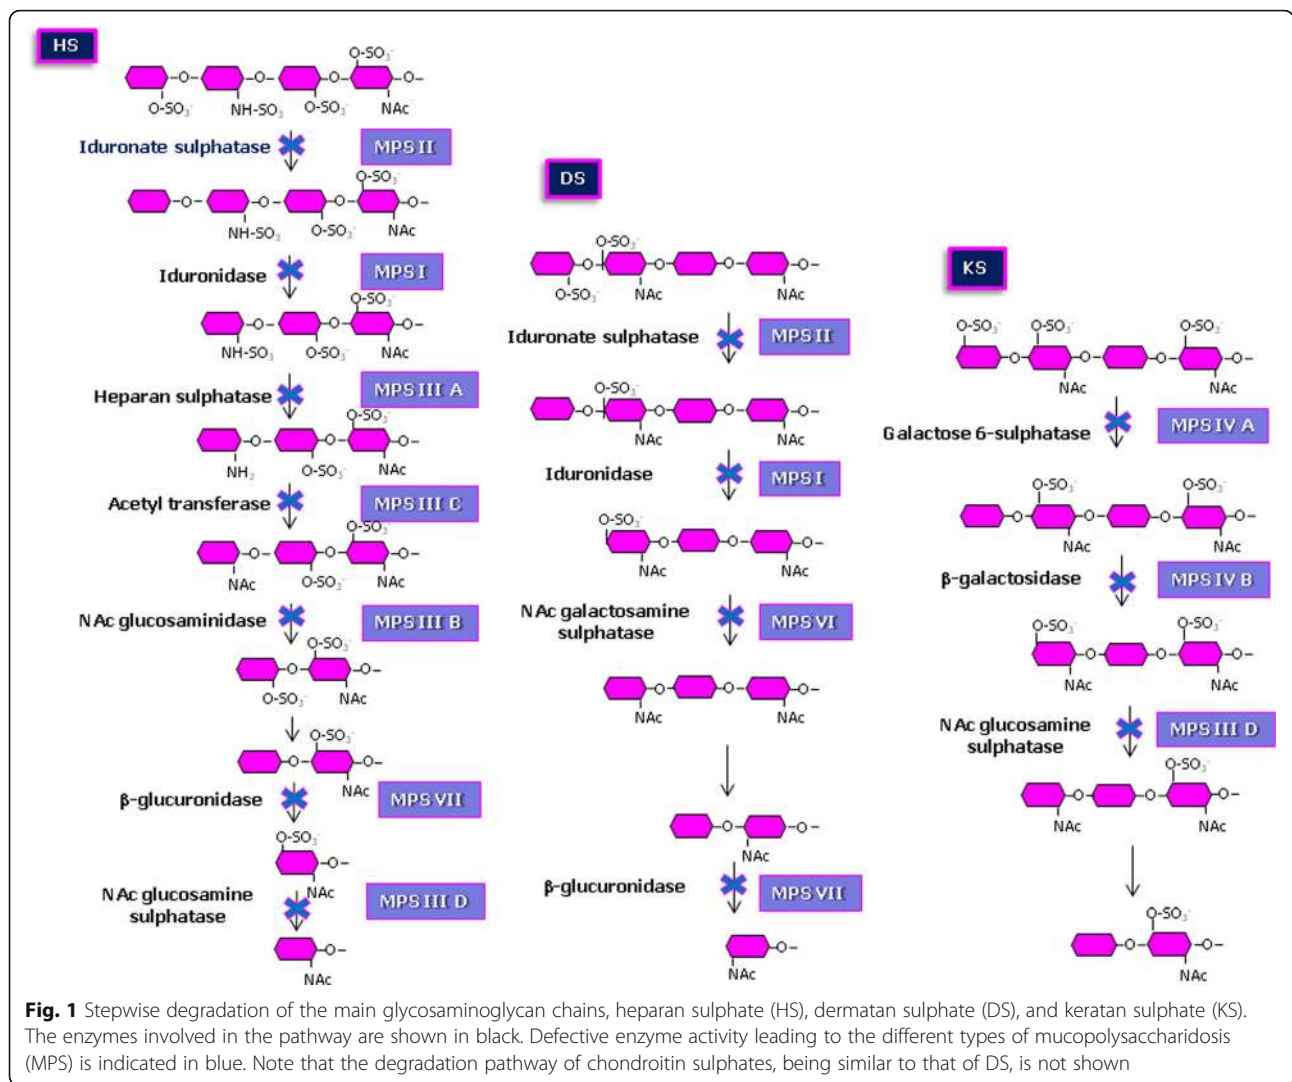 HS
O-SO3-
-O- -O- -O- -O-
O-SO3- NH-SO3 O-SO3- NAc
Iduronate sulphatase MPS II
O-SO3-
-O- -O- -O- -O-
NH-SO3 O-SO3- NAc
Iduronidase MPS I
O-SO3-
-O- -O- -O-
NH-SO3 O-SO3- NAc
Heparan sulphatase MPS III A
O-SO3-
-O- -O- -O-
NH2 O-SO3- NAc
Acetyl transferase MPS III C
O-SO3-
-O- -O- -O-
NAc O-SO3- NAc
NAc glucosaminidase MPS III B
O-SO3-
-O- -O-
O-SO3- NAc
O-SO3-
-O- -O-
NAc
β-glucuronidase MPS VII
O-SO3-
-O-
NAc
NAc glucosamine
sulphatase
MPS III D
-O-
NAc
DS
O-SO3-
-O- -O- -O- -O-
O-SO3- NAc NAc
Iduronate sulphatase MPS II
O-SO3-
-O- -O- -O- -O-
NAc NAc
Iduronidase MPS I
O-SO3-
-O- -O- -O-
NAc NAc
NAc galactosamine
sulphatase
MPS VI
-O- -O- -O-
NAc NAc
-O- -O-
NAc
β-glucuronidase MPS VII
-O-
NAc
KS
O-SO3- O-SO3- O-SO3-
-O- -O- -O- -O-
NAc NAc
Galactose 6-sulphatase MPS IV A
O-SO3- O-SO3-
-O- -O- -O- -O-
NAc NAc
β-galactosidase MPS IV B
O-SO3- O-SO3-
-O- -O- -O-
NAc NAc
NAc glucosamine
sulphatase
MPS III D
O-SO3-
-O- -O- -O-
NAc NAc
O-SO3-
-O- -O-
NAc
Fig. 1 Stepwise degradation of the main glycosaminoglycan chains, heparan sulphate (HS), dermatan sulphate (DS), and keratan sulphate (KS).
The enzymes involved in the pathway are shown in black. Defective enzyme activity leading to the different types of mucopolysaccharidosis
(MPS) is indicated in blue. Note that the degradation pathway of chondroitin sulphates, being similar to that of DS, is not shown